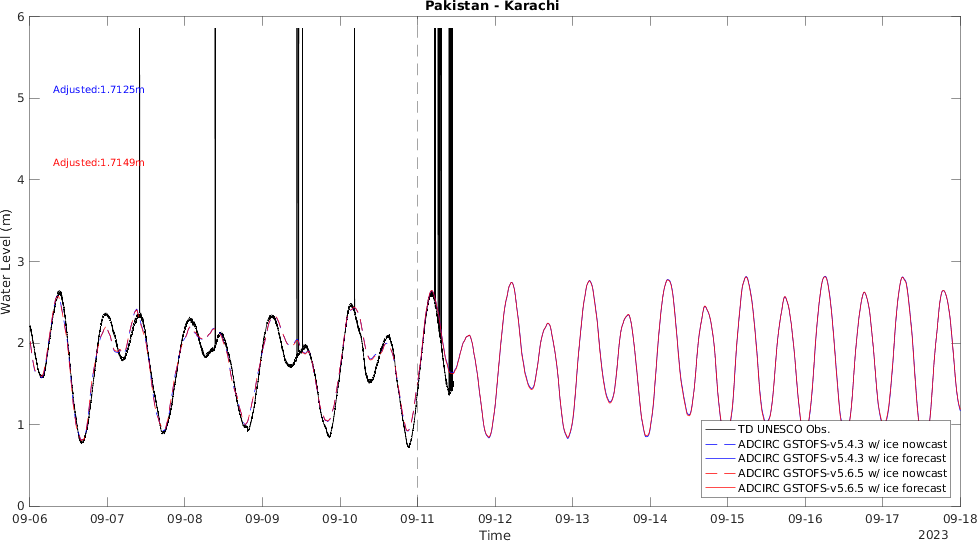 Pakistan - Karachi
6
5
4
3
2
1
0
Water Level (m)
Adjusted:1.7125m
Adjusted:1.7149m
TD UNESCO Obs.
ADCIRC GSTOFS-v5.4.3 w/ ice nowcast
ADCIRC GSTOFS-v5.4.3 w/ ice forecast
ADCIRC GSTOFS-v5.6.5 w/ ice nowcast
ADCIRC GSTOFS-v5.6.5 w/ ice forecast
09-06 09-07 09-08 09-09 09-10 09-11 09-12 09-13 09-14 09-15 09-16 09-17 09-18
Time
2023